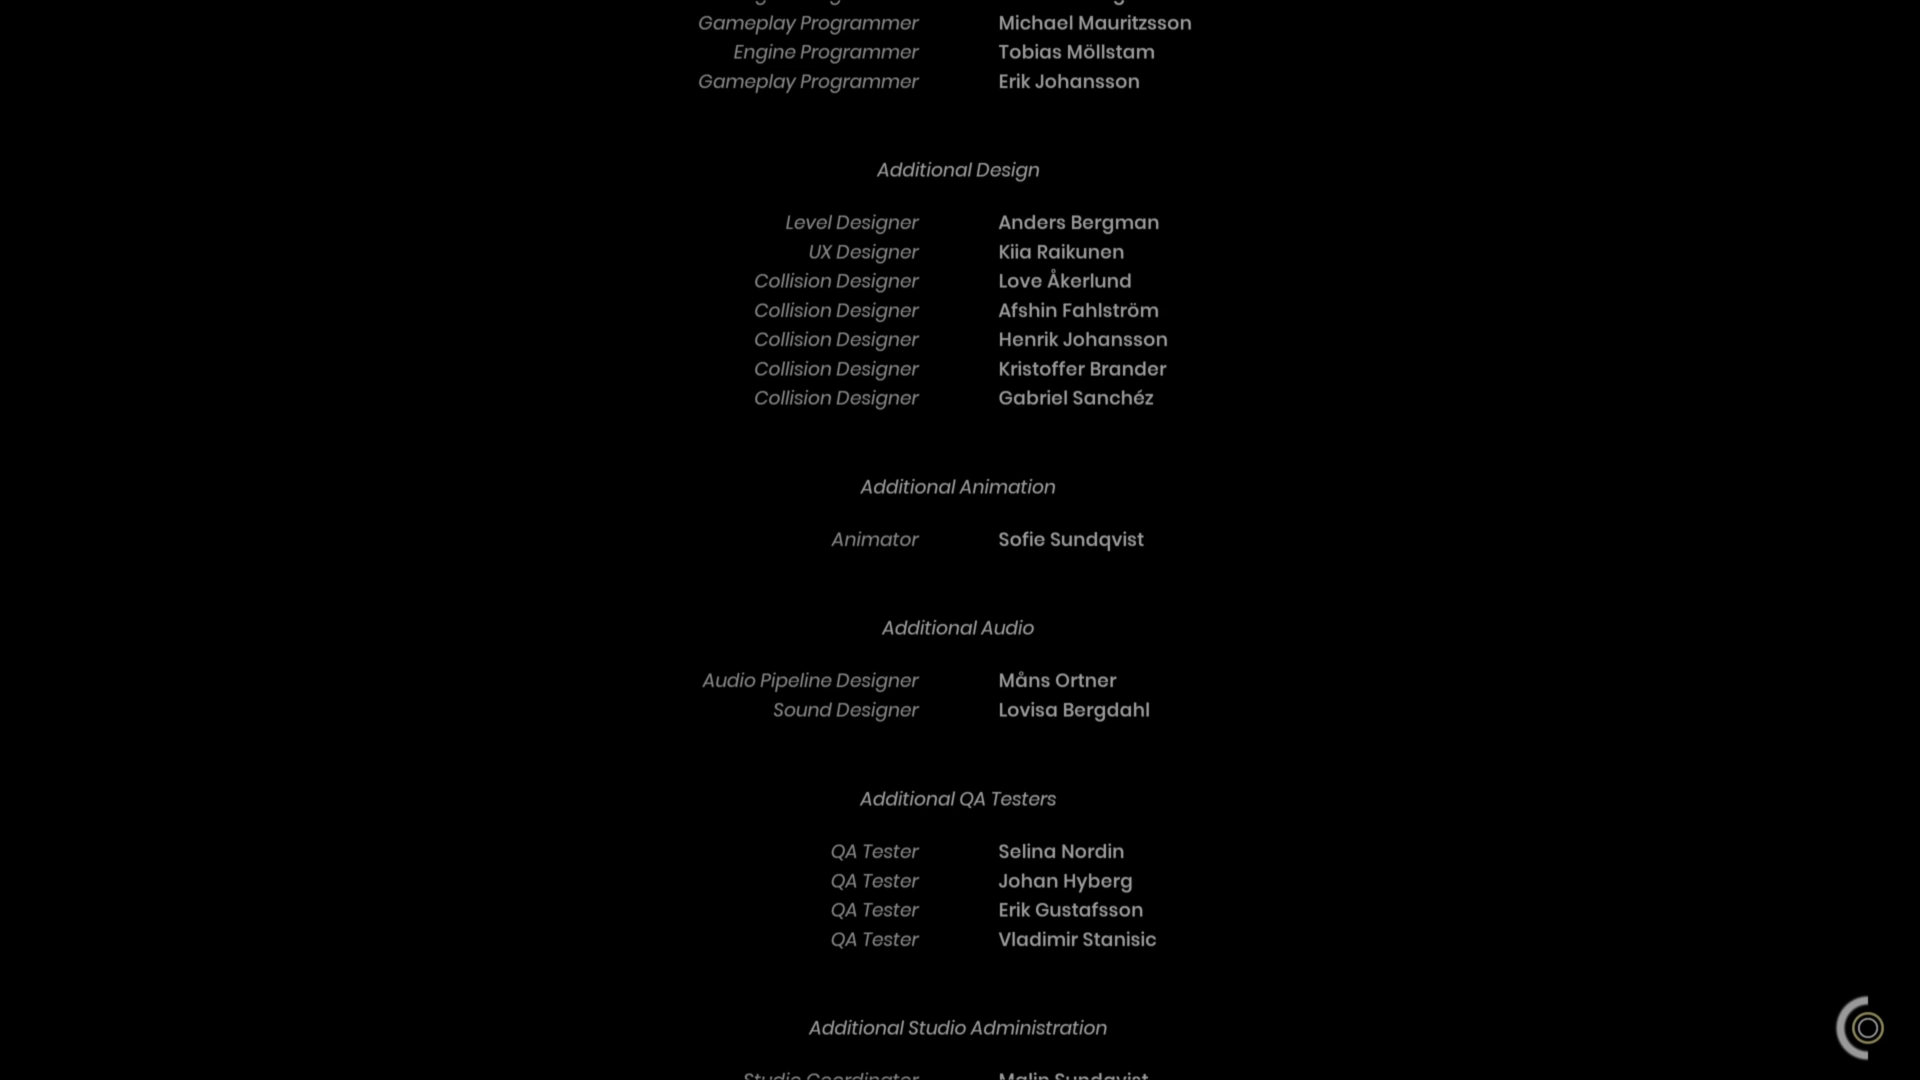 Gameplay Programmer Michael Mauritzsson
Engine Programmer Tobias Möllstam
Gameplay Programmer Erik Johansson
Additional Design
Level Designer Anders Bergman
UX Designer Kiia Raikunen
Collision Designer Love Åkerlund
Collision Designer Afshin Fahlström
Collision Designer Henrik Johansson
Collision Designer Kristoffer Brander
Collision Designer Gabriel Sanchéz
Additional Animation
Animator Sofie Sundqvist
Additional Audio
Audio Pipeline Designer Måns Ortner
Sound Designer Lovisa Bergdahl
Additional QA Testers
QA Tester Selina Nordin
QA Tester Johan Hyberg
QA Tester Erik Gustafsson
QA Tester Vladimir Stanisic
Additional Studio Administration
Studio Coordinator Malin Sundqvist